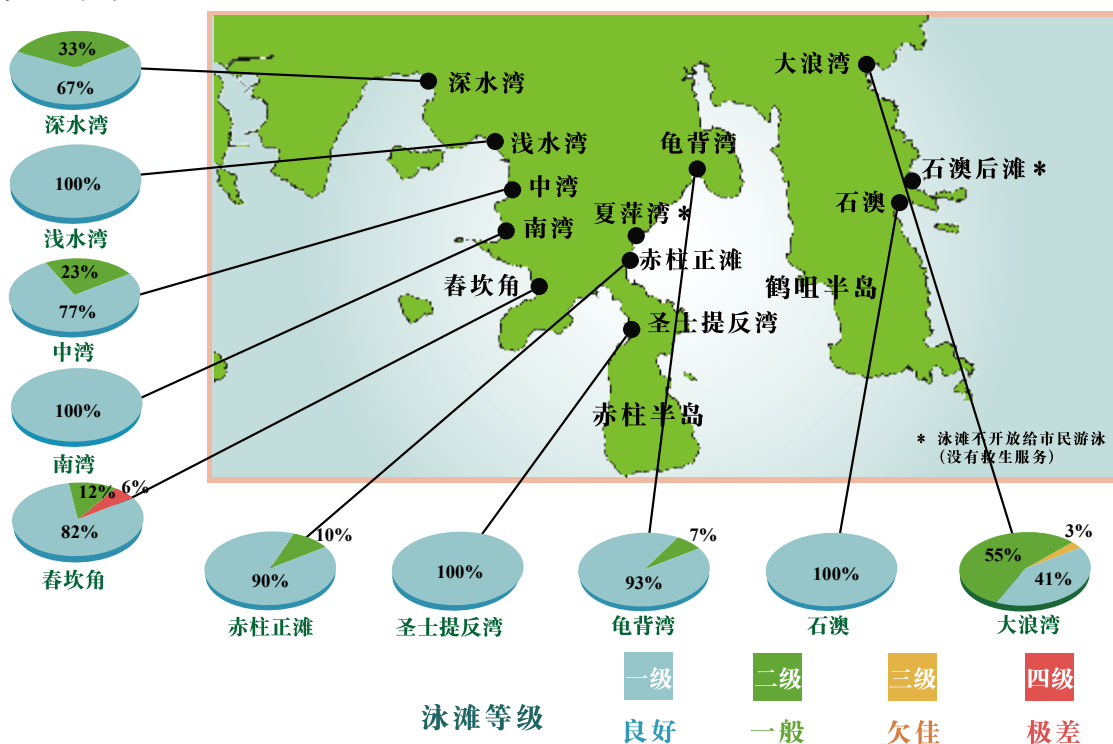 33%
67%
深水湾
100%
浅水湾
23%
77%
中湾
100%
南湾
12%
6%
82%
舂坎角
深水湾
浅水湾
中湾
南湾
舂坎角
龟背湾
夏萍湾*
赤柱正滩
圣士提反湾
赤柱半岛
大浪湾
石澳后滩*
石澳
鹤咀半岛
* 泳滩不开放给市民游泳
(没有救生服务)
10%
90%
赤柱正滩
100%
圣士提反湾
7%
93%
龟背湾
100%
石澳
3%
55%
41%
大浪湾
泳滩等级
一级
二级
三级
四级
良好
一般
欠佳
极差